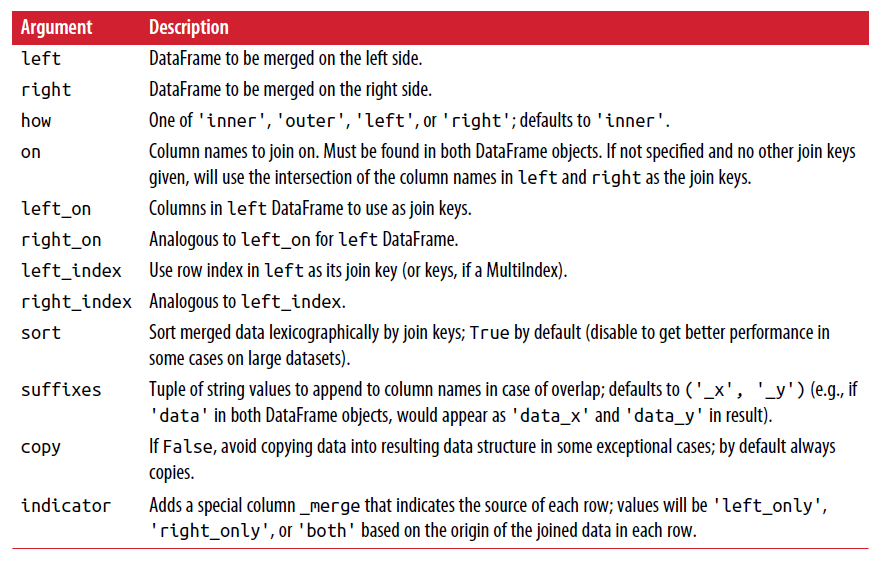 Argument Description
left DataFrame to be merged on the left side.
right DataFrame to be merged on the right side.
how One of 'inner', 'outer', 'left', or 'right'; defaults to 'inner'.
on Column names to join on. Must be found in both DataFrame objects. If not specified and no other join keys
given, will use the intersection of the column names in left and right as the join keys.
left_on Columns in left DataFrame to use as join keys.
right_on Analogous to left_on for left DataFrame.
left_index Use row index in left as its join key (or keys, if a MultiIndex).
right_index Analogous to left_index.
sort Sort merged data lexicographically by join keys; True by default (disable to get better performance in
some cases on large datasets).
suffixes Tuple of string values to append to column names in case of overlap; defaults to ('_x', '_y') (e.g., if
'data' in both DataFrame objects, would appear as 'data_x' and 'data_y' in result).
copy If False, avoid copying data into resulting data structure in some exceptional cases; by default always
copies.
indicator Adds a special column _merge that indicates the source of each row; values will be 'left_only',
'right_only', or 'both' based on the origin of the joined data in each row.